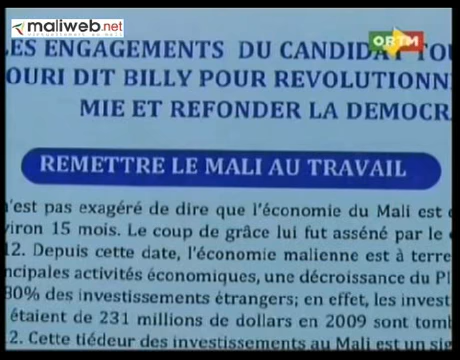 maliweb.net
ORTM
LES ENGAGEMENTS DU CANDIDAT TOU
OURI DIT BILLY POUR REVOLUTIONN
MIE ET REFONDER LA DEMOCRA
REMETTRE LE MALI AU TRAVAIL
n'est pas exagéré de dire que l'économie du Mali est
viron 15 mois. Le coup de grâce lui fut asséné par le
12. Depuis cette date, l'économie malienne est à terre
ncipales activités économiques, une décroissance du PI
80% des investissements étrangers; en effet, les invest
étaient de 231 millions de dollars en 2009 sont tomb
2. Cette tiédeur des investissements au Mali est un sig